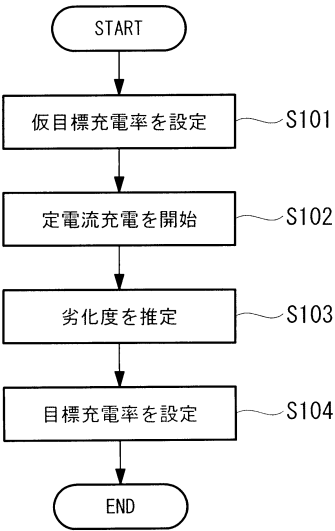 START
仮目標充電率を設定
S101
定電流充電を開始
S102
劣化度を推定
S103
目標充電率を設定
S104
END